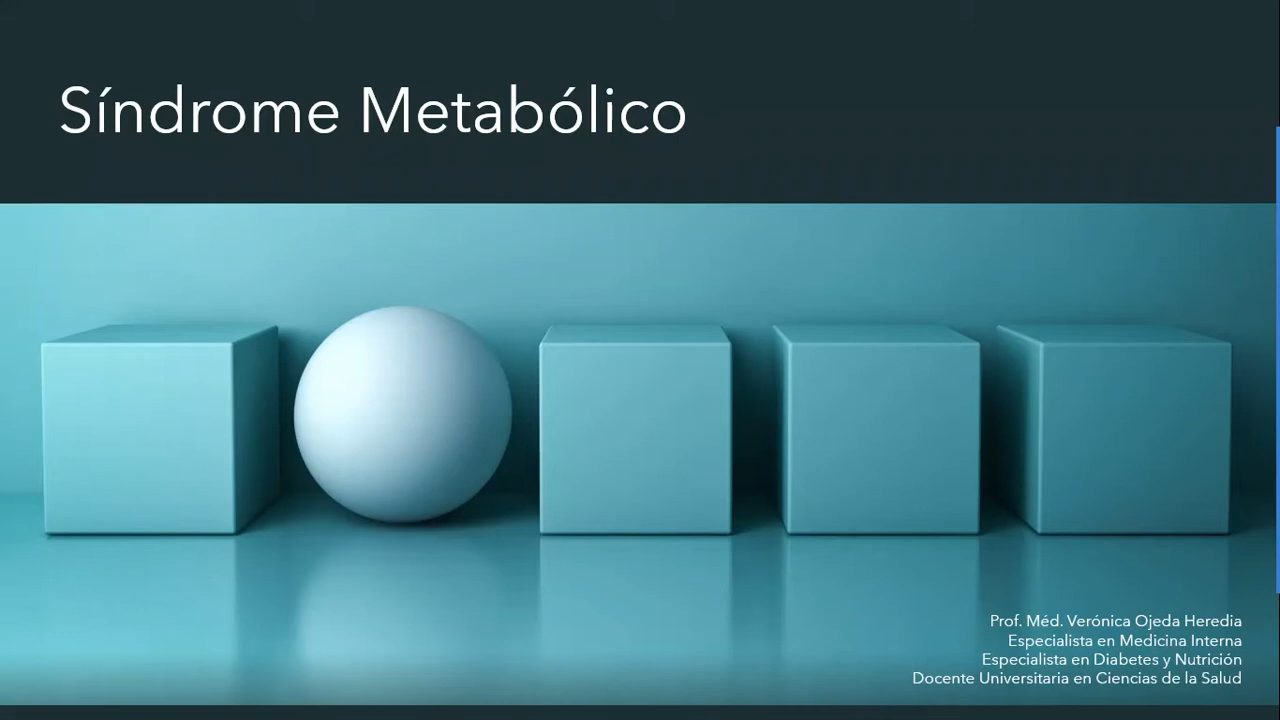 Síndrome Metabólico
Prof. Méd. Verónica Ojeda Heredia
Especialista en Medicina Interna
Especialista en Diabetes y Nutrición
Docente Universitaria en Ciencias de la Salud